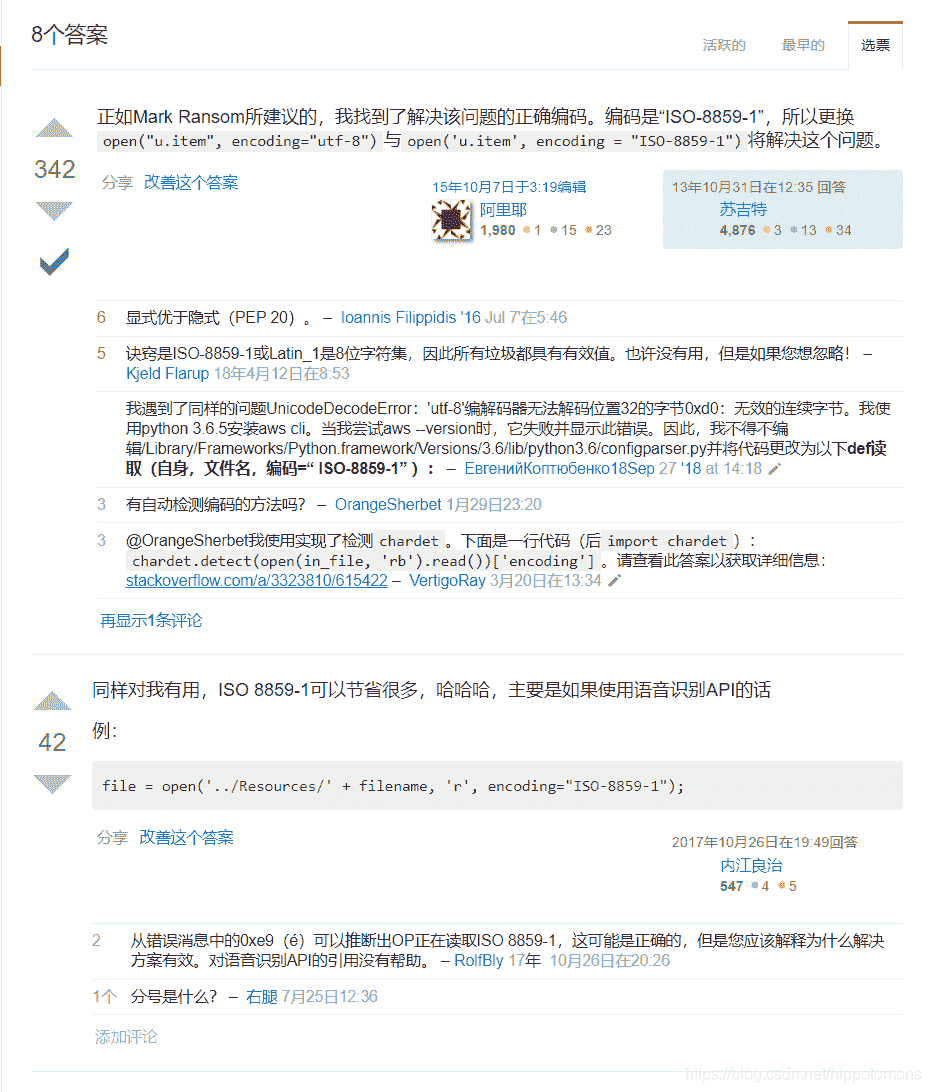 8个答案
活跃的 最早的 选票
正如Mark Ransom所建议的，我找到了解决该问题的正确编码。编码是“ISO-8859-1”，所以更换
open("u.item", encoding="utf-8") 与 open('u.item', encoding = "ISO-8859-1") 将解决这个问题。
342
分享 改善这个答案
15年10月7日于3:19编辑
阿里耶
1,980 1 15 23
13年10月31日在12:35 回答
苏吉特
4,876 3 13 34
6 显式优于隐式（PEP 20）。 – Ioannis Filippidis '16 Jul 7'在5:46
5 诀窍是ISO-8859-1或Latin_1是8位字符集，因此所有垃圾都具有有效值。也许没有用，但是如果您想忽略！ –
Kjeld Flarup 18年4月12日在8:53
我遇到了同样的问题UnicodeDecodeError：'utf-8'编解码器无法解码位置32的字节0xd0：无效的连续字节。我使
用python 3.6.5安装aws cli。当我尝试aws --version时，它失败并显示此错误。因此，我不得不编
辑/Library/Frameworks/Python.framework/Versions/3.6/lib/python3.6/configparser.py并将代码更改为以下def读
取（自身，文件名，编码=“ ISO-8859-1” ）： – ЕвгенийКоптюбенко18Sep 27 '18 at 14:18
3 有自动检测编码的方法吗？ – OrangeSherbet 1月29日23:20
3 @OrangeSherbet我使用实现了检测 chardet 。下面是一行代码（后 import chardet ）：
chardet.detect(open(in_file, 'rb').read())['encoding'] 。请查看此答案以获取详细信息：
stackoverflow.com/a/3323810/615422 – VertigoRay 3月20日在13:34
再显示1条评论
同样对我有用，ISO 8859-1可以节省很多，哈哈哈，主要是如果使用语音识别API的话
42
例：
file = open('../Resources/' + filename, 'r', encoding="ISO-8859-1");
分享 改善这个答案
2017年10月26日在19:49回答
内江良治
547 4 5
2 从错误消息中的0xe9（é）可以推断出OP正在读取ISO 8859-1，这可能是正确的，但是您应该解释为什么解决
方案有效。对语音识别API的引用没有帮助。 – RolfBly 17年 10月26日在20:26
1个 分号是什么？ – 右腿 7月25日12:36
添加评论
https://blog.csdn.net/hippotomons